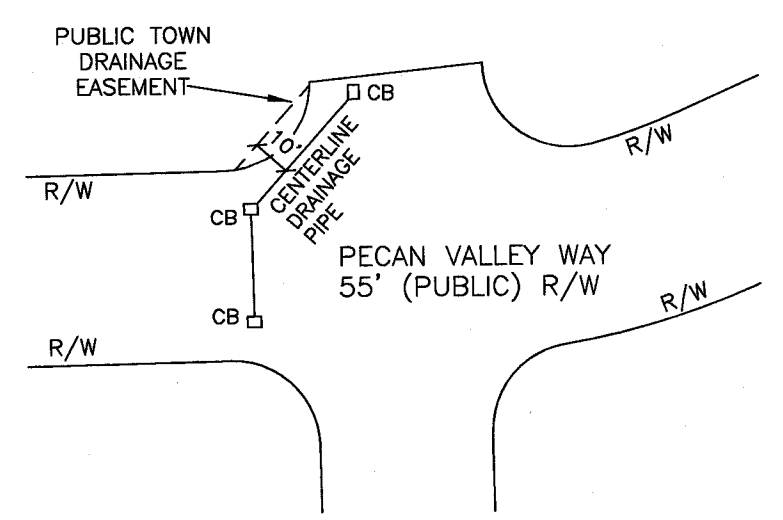 PUBLIC TOWN
DRAINAGE
EASEMENT
CB
10'
CENTERLINE
DRAINAGE
PIPE
R/W
R/W
CB
PECAN VALLEY WAY
55' (PUBLIC) R/W
R/W
CB
R/W